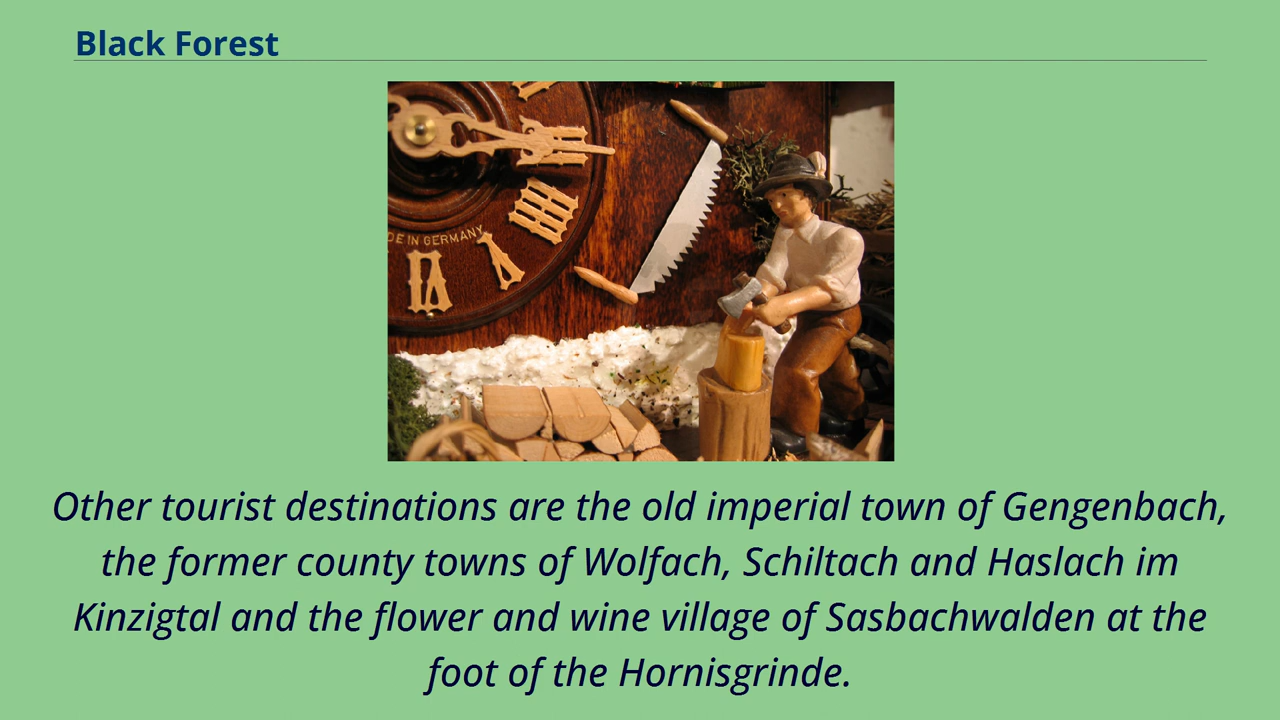 Black Forest
DE IN GERMANY
Other tourist destinations are the old imperial town of Gengenbach,
the former county towns of Wolfach, Schiltach and Haslach im
Kinzigtal and the flower and wine village of Sasbachwalden at the
foot of the Hornisgrinde.